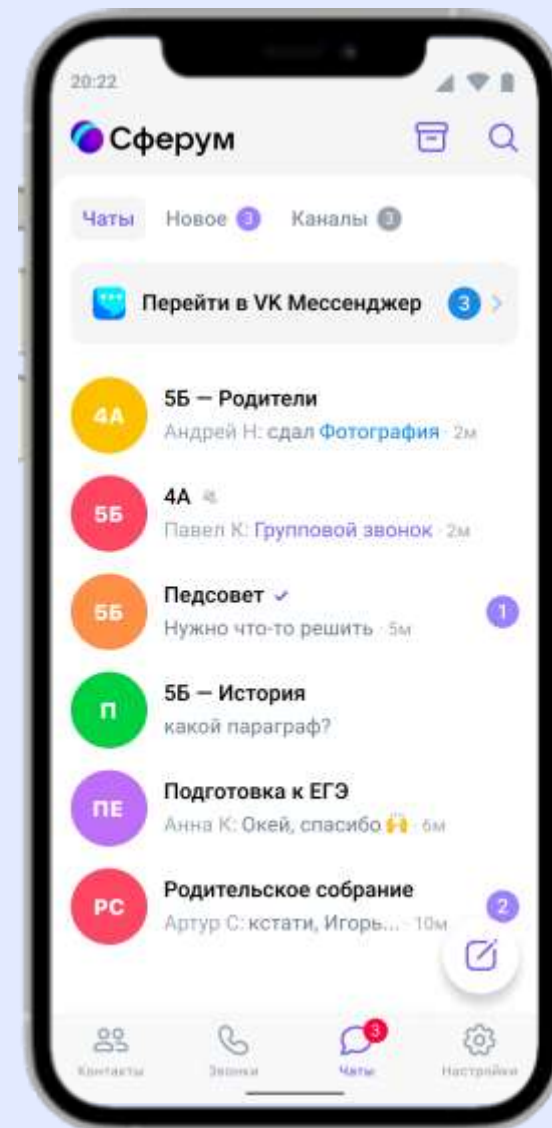 20:22
Сферум
Чаты Новое 3 Каналы 3
Перейти в VK Мессенджер 3
4А
5Б — Родители
Андрей Н: сдал Фотография · 2м
5Б
4А
Павел К: Групповой звонок · 2м
5Б
Педсовет
Нужно что-то решить · 5м
1
П
5Б — История
какой параграф?
ПЕ
Подготовка к ЕГЭ
Анна К: Окей, спасибо 🙌 · 6м
РС
Родительское собрание
Артур С: кстати, Игорь... · 10м
2
3
Контакты Звонки Чаты Настройки